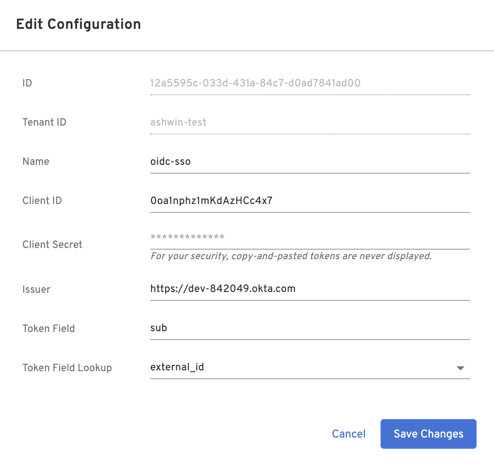 Edit Configuration
ID
12a5595c-033d-431a-84c7-d0ad7841ad00
Tenant ID
ashwin-test
Name
oidc-sso
Client ID
0oa1nphz1mKdAzHCc4x7
Client Secret
*************
For your security, copy-and-pasted tokens are never displayed.
Issuer
https://dev-842049.okta.com
Token Field
sub
Token Field Lookup
external_id
Cancel
Save Changes